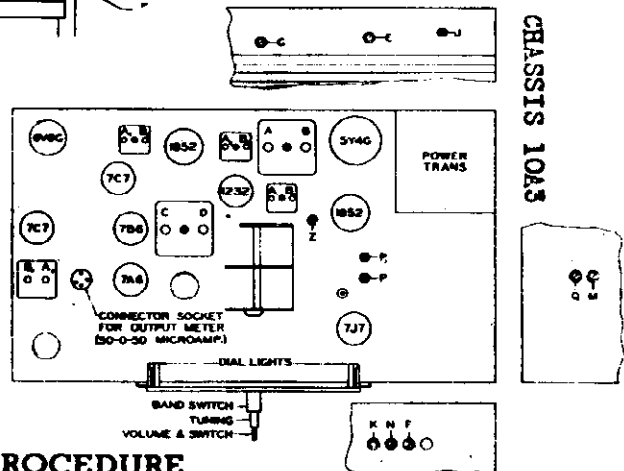 G E J
CHASSIS 10A3
6V6G
A B
1852
A B
A B
5Y4G
POWER
TRANS
7C7
1232
A B
1852
7C7
7B6
C D
Z
P
P
B A
7A6
Q M
CONNECTOR SOCKET
FOR OUTPUT METER
(50-0-50 MICROAMP.)
7J7
DIAL LIGHTS
BAND SWITCH
TUNING
VOLUME & SWITCH
K N F
ROCEDURE